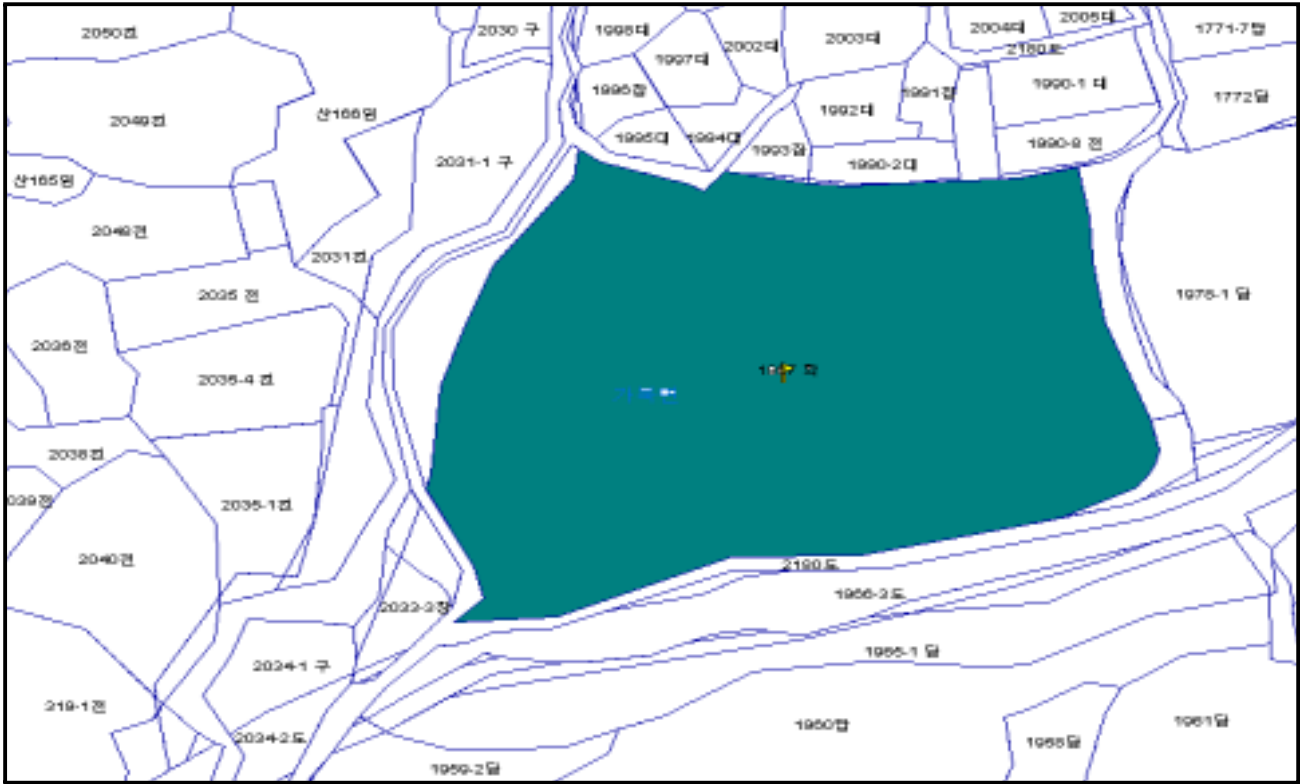 2050전
2030 구
1998대
1997대
2002대
2003대
2004대
2005대
2180도
1771-7답
2049전
산166임
1996잡
1991잡
1990-1 대
1992대
1772답
1995대
1994대
1993잡
1990-8 전
2031-1 구
1990-2대
산165임
2048전
2031전
2035 전
1978-1 답
2036전
2035-4 전
2038전
2035-1전
039전
2040전
2180도
1966-3도
2033-3잡
2034-1 구
1965-1 답
319-1전
2034-2도
1960답
1961답
1959-2답